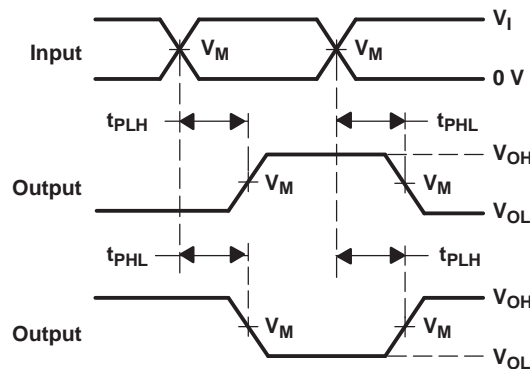 V_I
Input V_M V_M
0 V
t_PLH t_PHL
V_OH
Output V_M V_M
V_OL
t_PHL t_PLH
V_OH
Output V_M V_M
V_OL